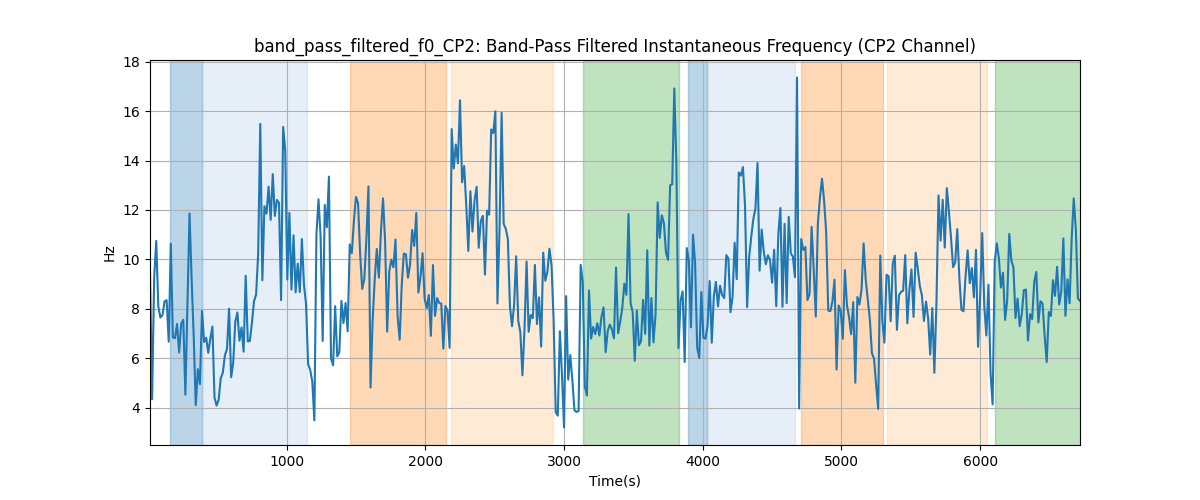 band_pass_filtered_f0_CP2: Band-Pass Filtered Instantaneous Frequency (CP2 Channel)
18
16
14
12
10
8
6
4
Hz
1000 2000 3000 4000 5000 6000
Time(s)